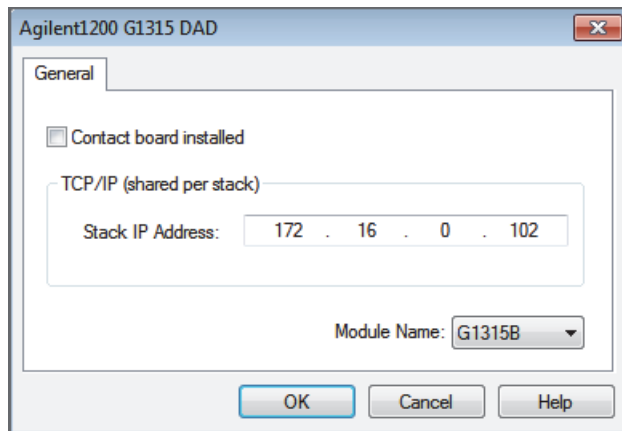 Agilent1200 G1315 DAD
General
Contact board installed
TCP/IP (shared per stack)
Stack IP Address: 172 . 16 . 0 . 102
Module Name: G1315B
OK Cancel Help